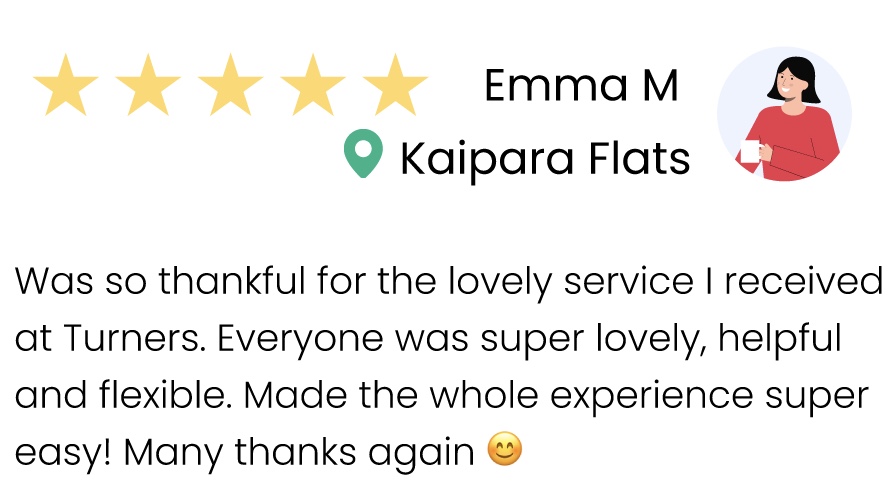 Emma M
Kaipara Flats
Was so thankful for the lovely service I received
at Turners. Everyone was super lovely, helpful
and flexible. Made the whole experience super
easy! Many thanks again 😊